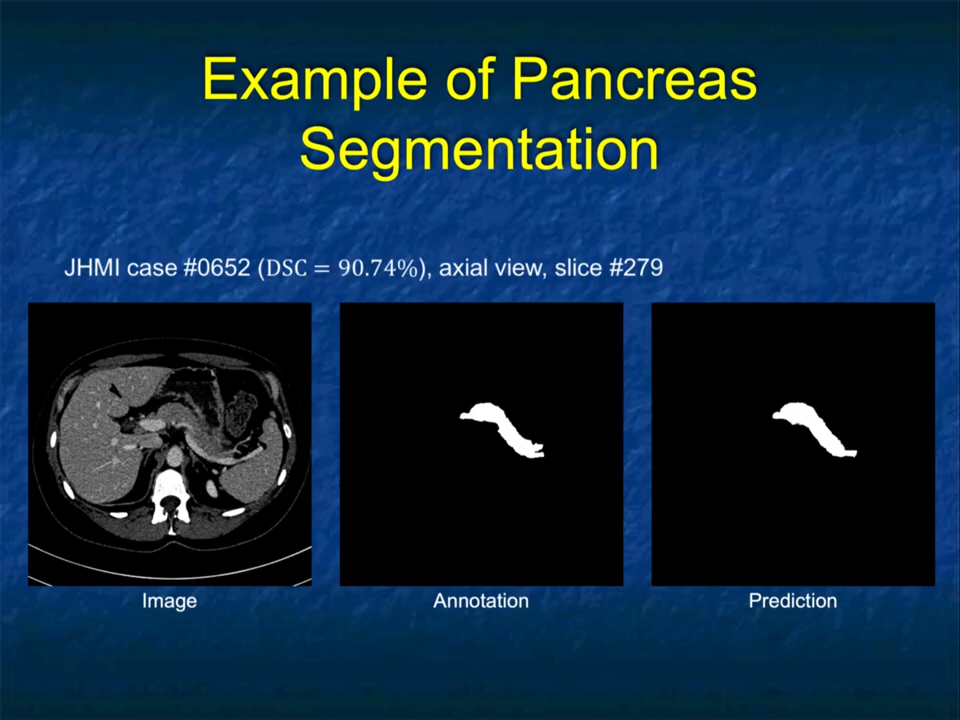 Example of Pancreas
Segmentation
JHMI case #0652 (DSC = 90.74%), axial view, slice #279
Image
Annotation
Prediction